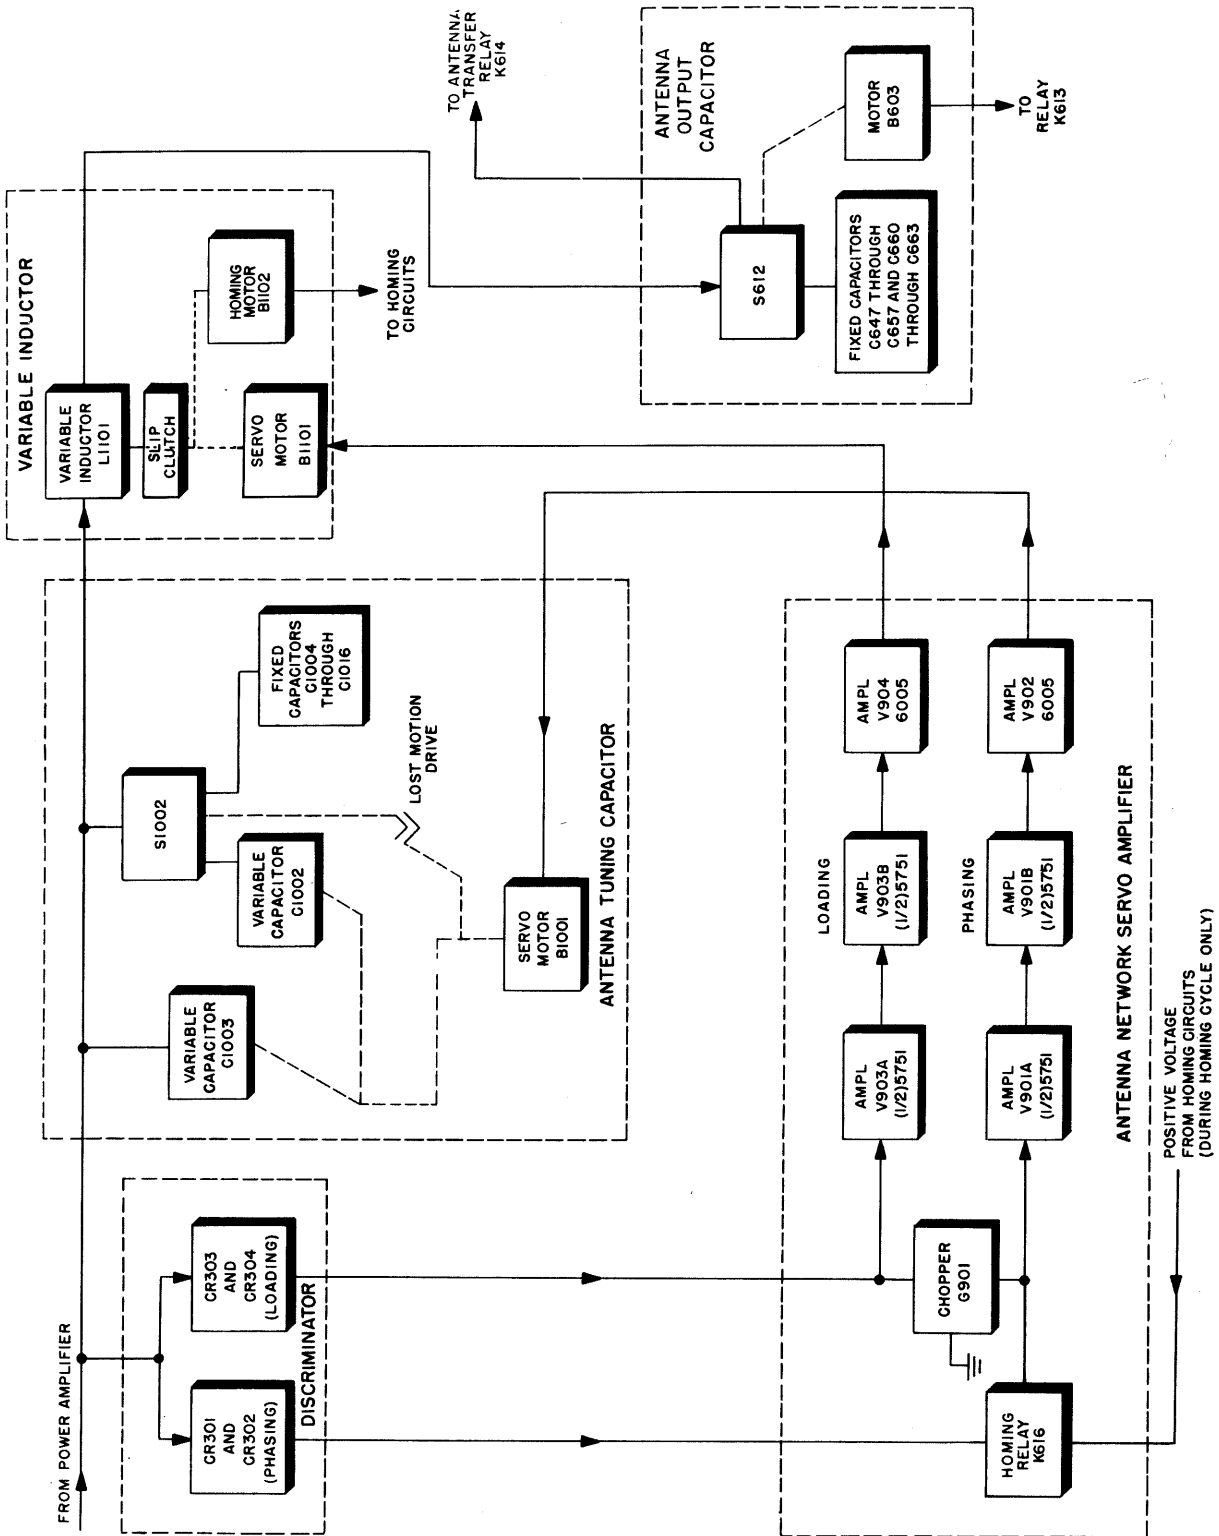 FROM POWER AMPLIFIER
CR301
AND
CR302
(PHASING)
CR303
AND
CR304
(LOADING)
DISCRIMINATOR
VARIABLE
CAPACITOR
C1003
VARIABLE
CAPACITOR
C1002
S1002
FIXED
CAPACITORS
C1004
THROUGH
C1016
LOST MOTION
DRIVE
SERVO
MOTOR
B1001
ANTENNA TUNING CAPACITOR
VARIABLE INDUCTOR
VARIABLE
INDUCTOR
L1101
SLIP
CLUTCH
SERVO
MOTOR
B1101
HOMING
MOTOR
B1102
TO HOMING
CIRCUITS
TO ANTENNA
TRANSFER
RELAY
K614
ANTENNA
OUTPUT
CAPACITOR
S612
MOTOR
B603
FIXED CAPACITORS
C647 THROUGH
C657 AND C660
THROUGH C663
TO
RELAY
K613
HOMING
RELAY
K616
CHOPPER
G901
LOADING
AMPL
V903A
(1/2)5751
AMPL
V903B
(1/2)5751
AMPL
V904
6005
PHASING
AMPL
V901A
(1/2)5751
AMPL
V901B
(1/2)5751
AMPL
V902
6005
ANTENNA NETWORK SERVO AMPLIFIER
POSITIVE VOLTAGE
FROM HOMING CIRCUITS
(DURING HOMING CYCLE ONLY)